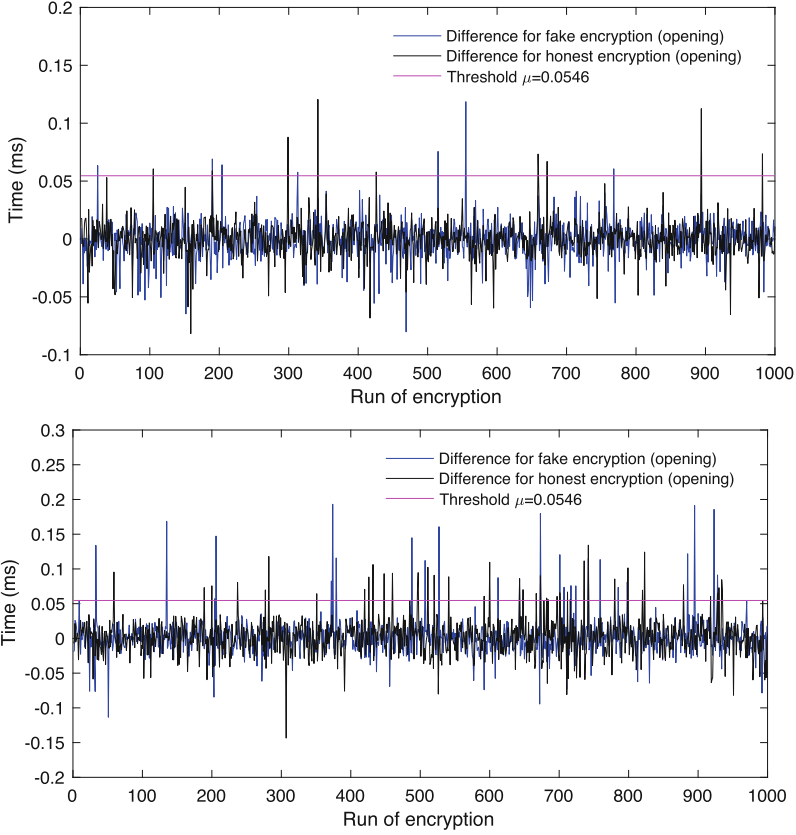 0.2
0.15
0.1
0.05
0
-0.05
-0.1
Time (ms)
Difference for fake encryption (opening)
Difference for honest encryption (opening)
Threshold μ=0.0546
0 100 200 300 400 500 600 700 800 900 1000
Run of encryption
0.3
0.25
0.2
0.15
0.1
0.05
0
-0.05
-0.1
-0.15
-0.2
Time (ms)
Difference for fake encryption (opening)
Difference for honest encryption (opening)
Threshold μ=0.0546
0 100 200 300 400 500 600 700 800 900 1000
Run of encryption